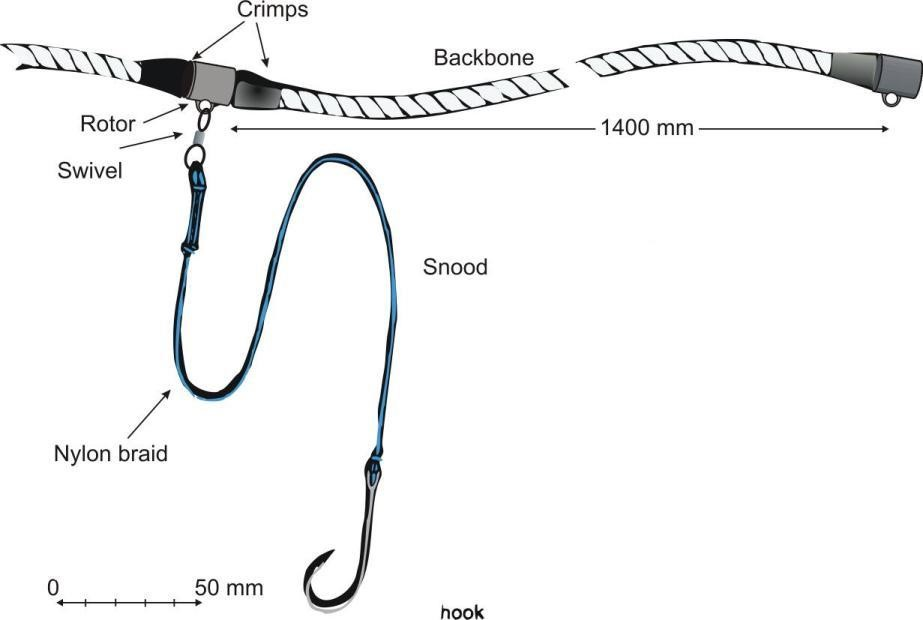 Crimps
Backbone
Rotor
1400 mm
Swivel
Snood
Nylon braid
0 50 mm
hook